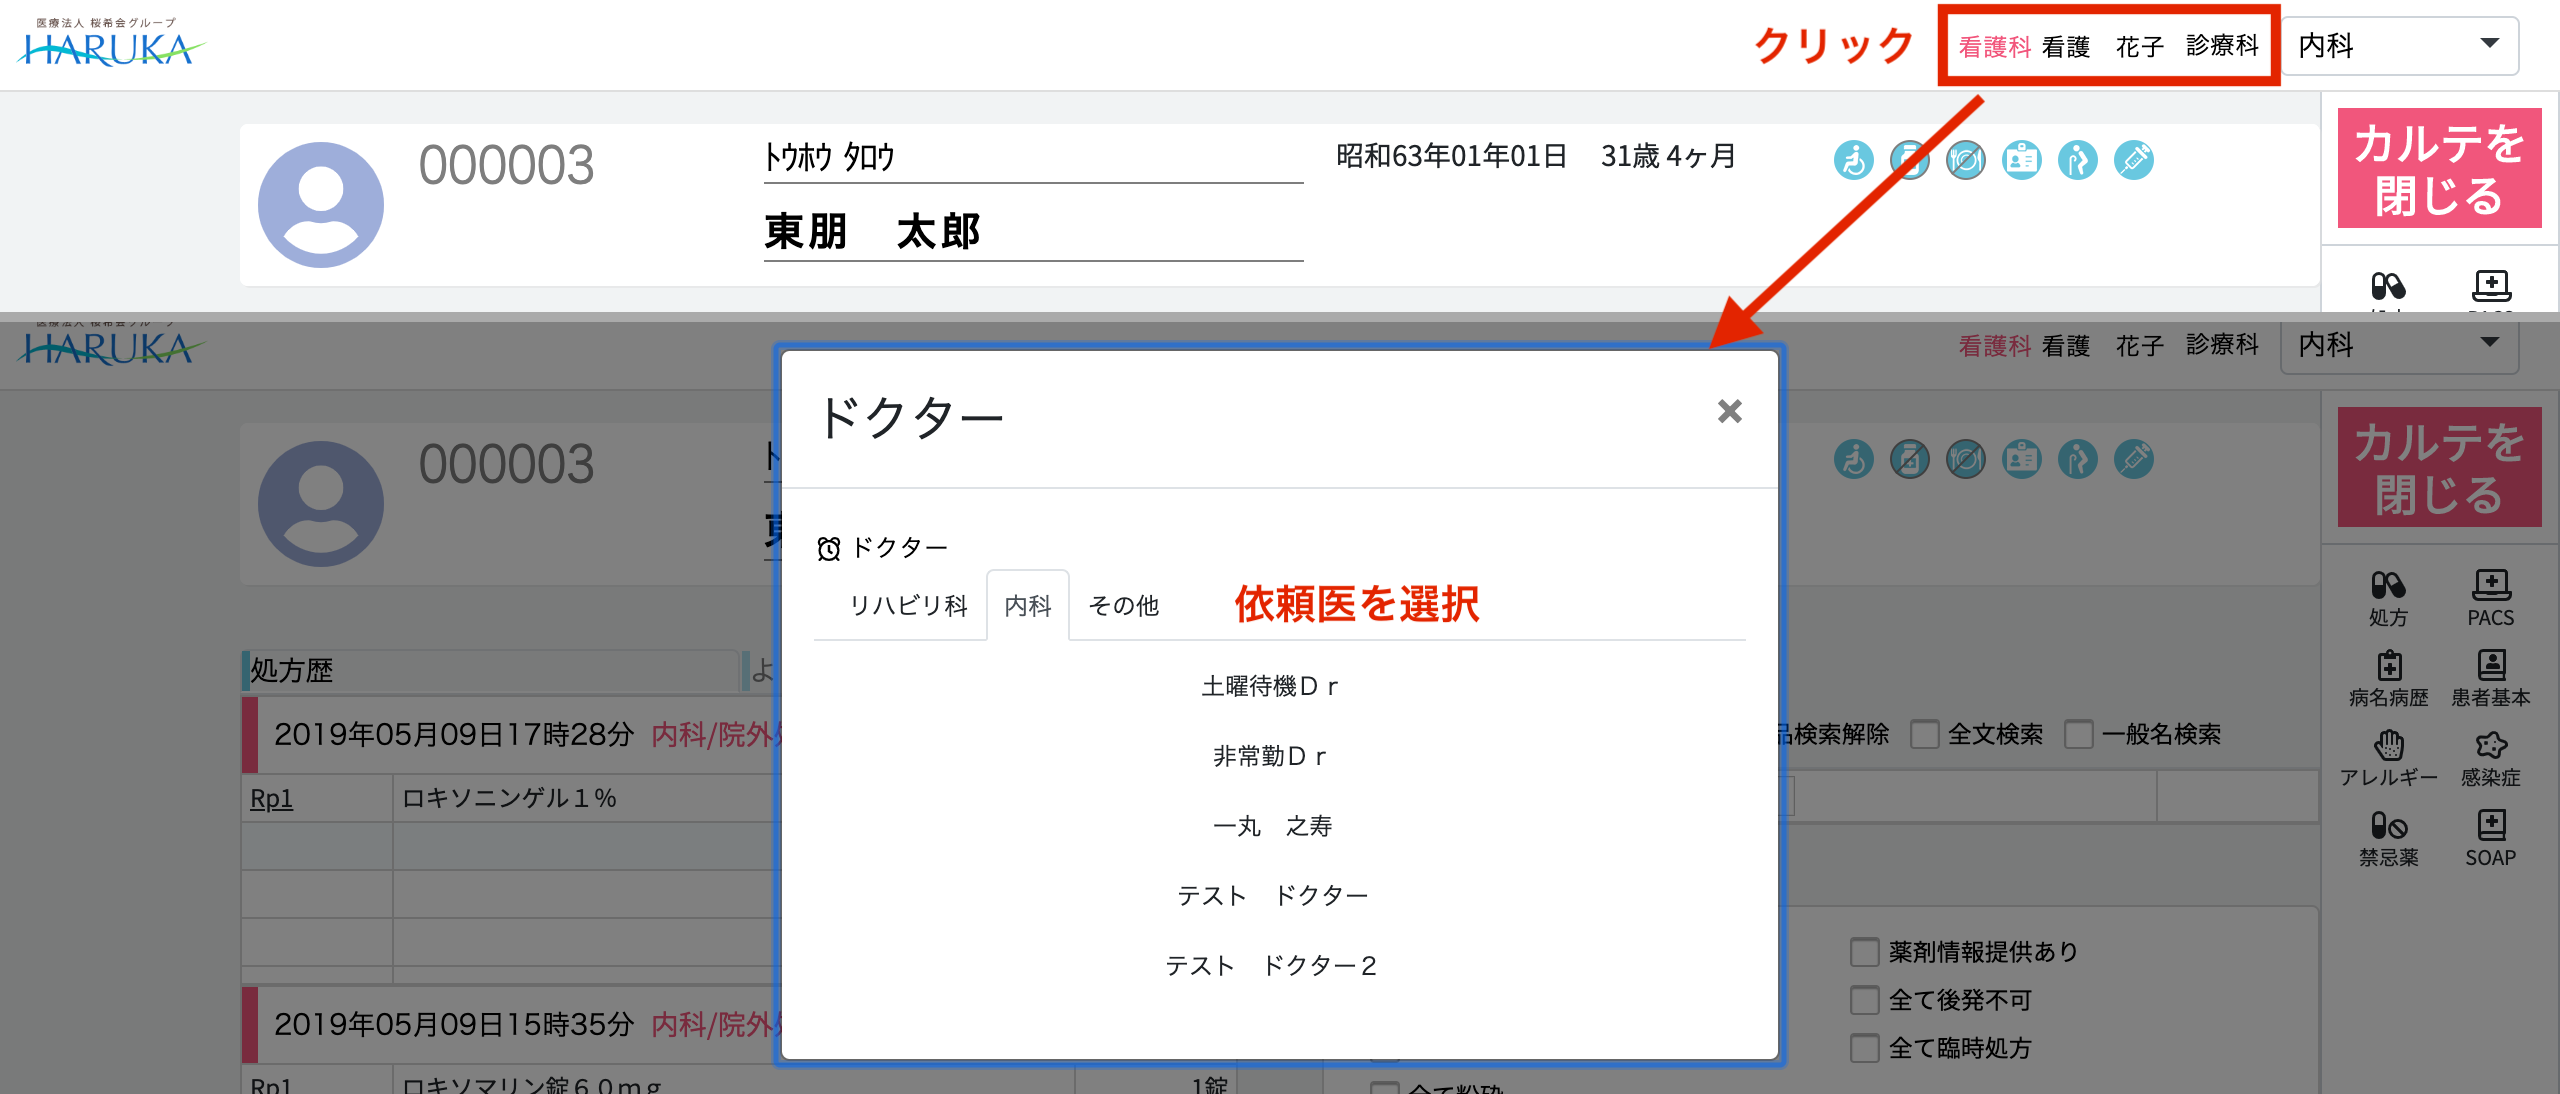 医療法人 桜希会グループ
HARUKA
クリック
看護科 看護 花子 診療科 内科
000003
ﾄｳﾎｳ ﾀﾛｳ
東朋 太郎
昭和63年01年01日 31歳 4ヶ月
カルテを
閉じる
HARUKA
看護科 看護 花子 診療科 内科
000003
カルテを
閉じる
ドクター
×
ドクター
リハビリ科 内科 その他
依頼医を選択
土曜待機Ｄｒ
非常勤Ｄｒ
一丸 之寿
テスト ドクター
テスト ドクター２
処方歴
よ
2019年05月09日17時28分 内科/院外
Rp1 ロキソニンゲル１％
2019年05月09日15時35分 内科/院外
Rp1 ロキソマリン錠６０ｍｇ 1錠
品検索解除 全文検索 一般名検索
薬剤情報提供あり
全て後発不可
全て臨時処方
全て粉砕
処方 PACS
病名病歴 患者基本
アレルギー 感染症
禁忌薬 SOAP